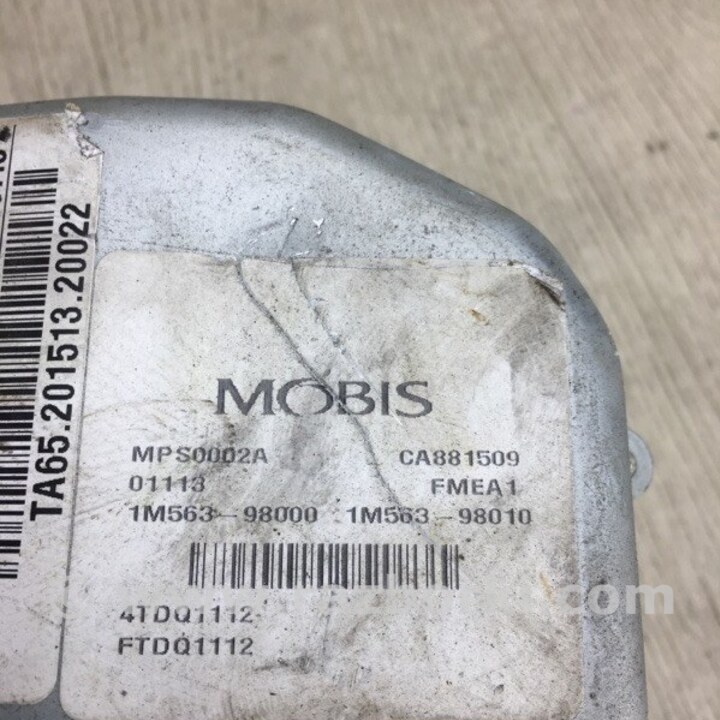 TA65.201513.20022
MOBIS
MPS0002A CA881509
01113 FMEA1
1M563-98000 1M563-98010
4TDQ1112
FTDQ1112